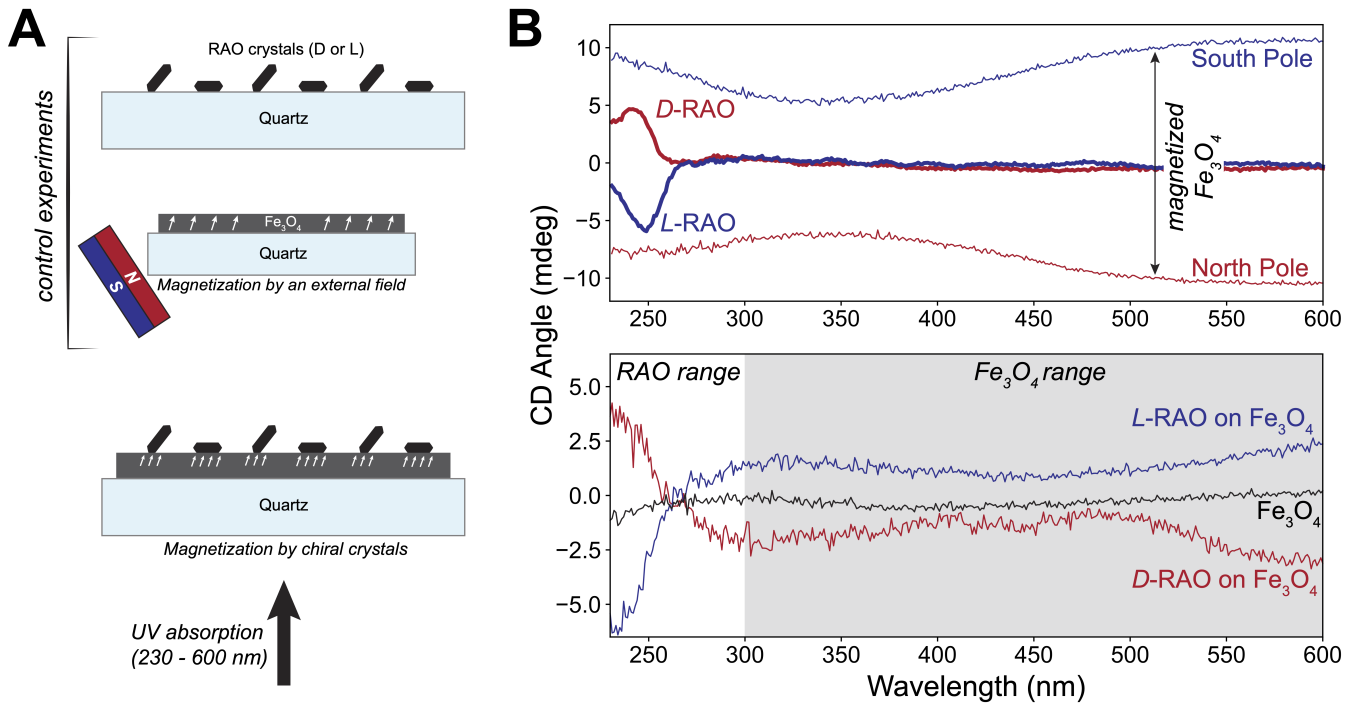 A
control experiments
RAO crystals (D or L)
Quartz
Fe3O4
Quartz
N
S
Magnetization by an external field
Quartz
Magnetization by chiral crystals
UV absorption
(230 - 600 nm)
B
CD Angle (mdeg)
10
5
0
−5
−10
South Pole
D-RAO
L-RAO
magnetized
Fe3O4
North Pole
250 300 350 400 450 500 550 600
5.0
2.5
0.0
−2.5
−5.0
RAO range
Fe3O4 range
L-RAO on Fe3O4
Fe3O4
D-RAO on Fe3O4
250 300 350 400 450 500 550 600
Wavelength (nm)